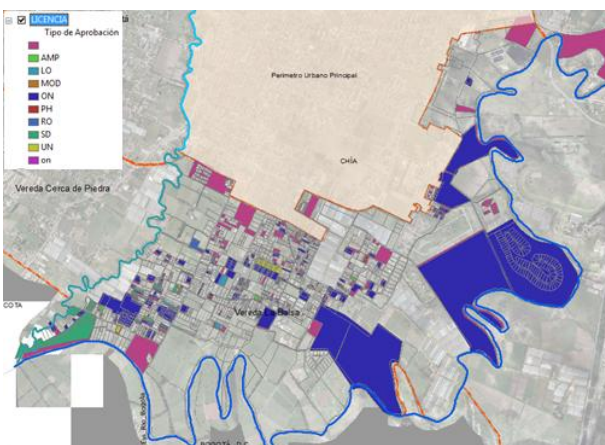 LICENCIA
Tipo de Aprobación
AMP
LO
MOD
ON
PH
RO
SD
UN
on
Perimetro Urbano Principal
CHÍA
Vereda Cerca de Piedra
Vereda La Balsa
COTA
BOGOTÁ, D.C.